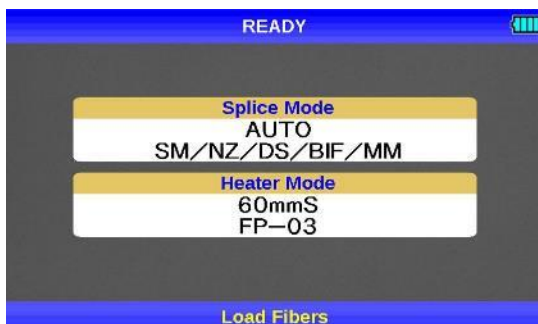 READY
Splice Mode
AUTO
SM/NZ/DS/BIF/MM
Heater Mode
60mmS
FP-03
Load Fibers